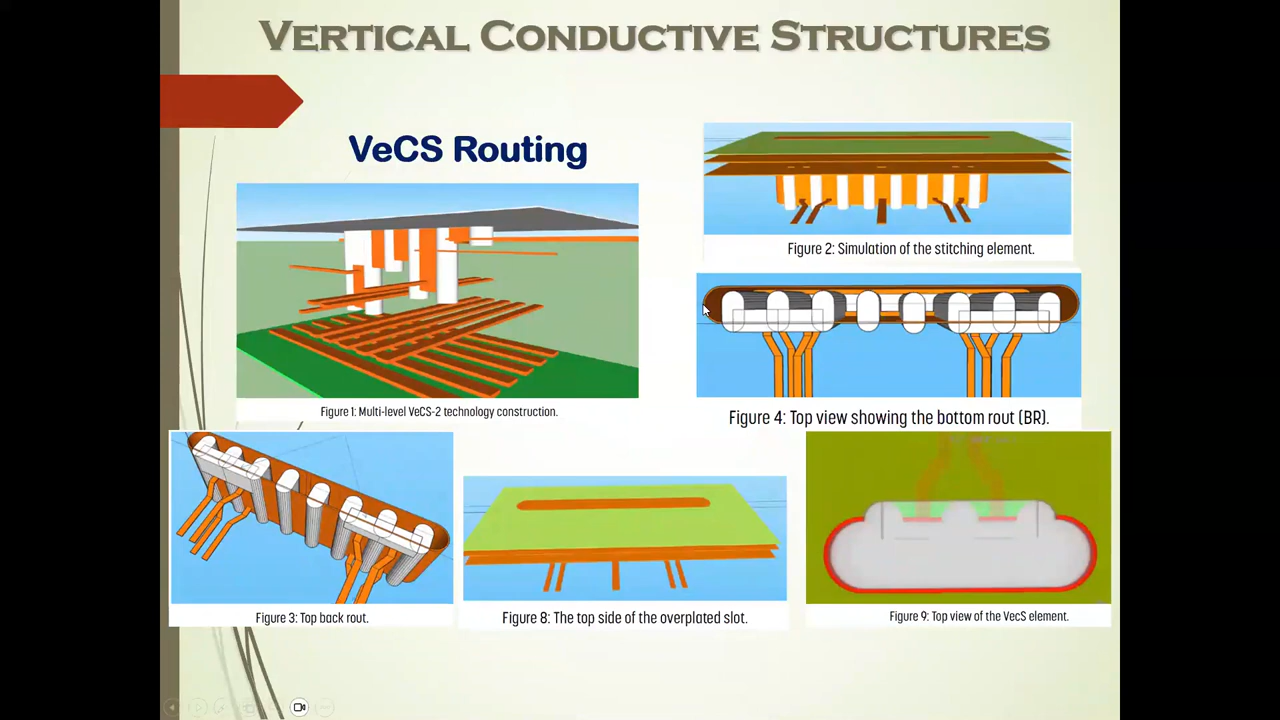 VERTICAL CONDUCTIVE STRUCTURES
VeCS Routing
Figure 2: Simulation of the stitching element.
Figure 1: Multi-level VeCS-2 technology construction.
Figure 4: Top view showing the bottom rout (BR).
Figure 3: Top back rout.
Figure 8: The top side of the overplated slot.
Figure 9: Top view of the VecS element.